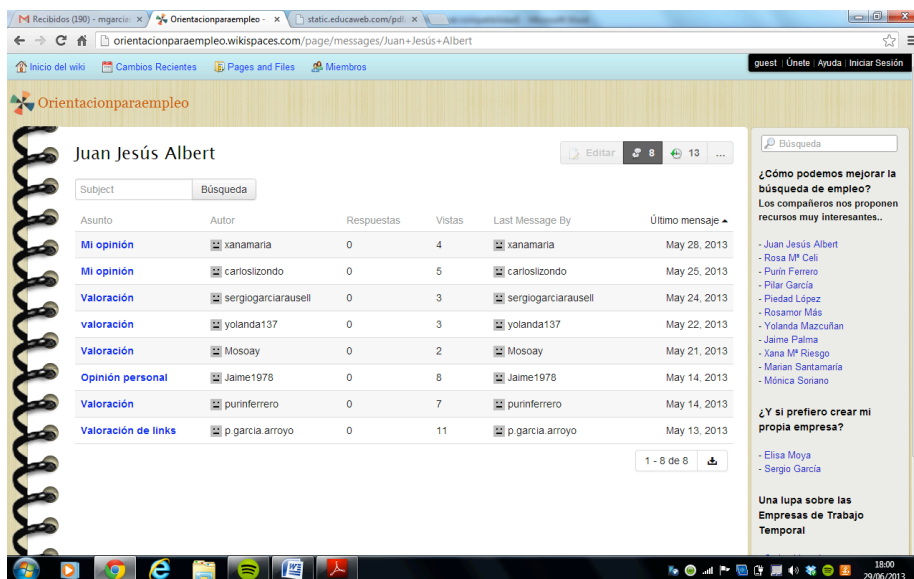 Recibidos (190) - mgarcia
Orientacionparaempleo -
static.educaweb.com/pdf.
orientacionparaempleo.wikispaces.com/page/messages/Juan+Jesús+Albert
Inicio del wiki Cambios Recientes Pages and Files Miembros
guest | Únete | Ayuda | Iniciar Sesión
Orientacionparaempleo
Juan Jesús Albert
Editar 8 13 ...
Subject Búsqueda
Asunto Autor Respuestas Vistas Last Message By Último mensaje
Mi opinión xanamaria 0 4 xanamaria May 28, 2013
Mi opinión carloslizondo 0 5 carloslizondo May 25, 2013
Valoración sergiogarciarausell 0 3 sergiogarciarausell May 24, 2013
valoración yolanda137 0 3 yolanda137 May 22, 2013
Valoración Mosoay 0 2 Mosoay May 21, 2013
Opinión personal Jaime1978 0 8 Jaime1978 May 14, 2013
Valoración purinferrero 0 7 purinferrero May 14, 2013
Valoración de links p.garcia.arroyo 0 11 p.garcia.arroyo May 13, 2013
1 - 8 de 8
Búsqueda
¿Cómo podemos mejorar la
búsqueda de empleo?
Los compañeros nos proponen
recursos muy interesantes..
- Juan Jesús Albert
- Rosa Mª Celi
- Purín Ferrero
- Pilar García
- Piedad López
- Rosamor Más
- Yolanda Mazcuñan
- Jaime Palma
- Xana Mª Riesgo
- Marian Santamaría
- Mónica Soriano
¿Y si prefiero crear mi
propia empresa?
- Elisa Moya
- Sergio García
Una lupa sobre las
Empresas de Trabajo
Temporal
18:00
29/06/2013